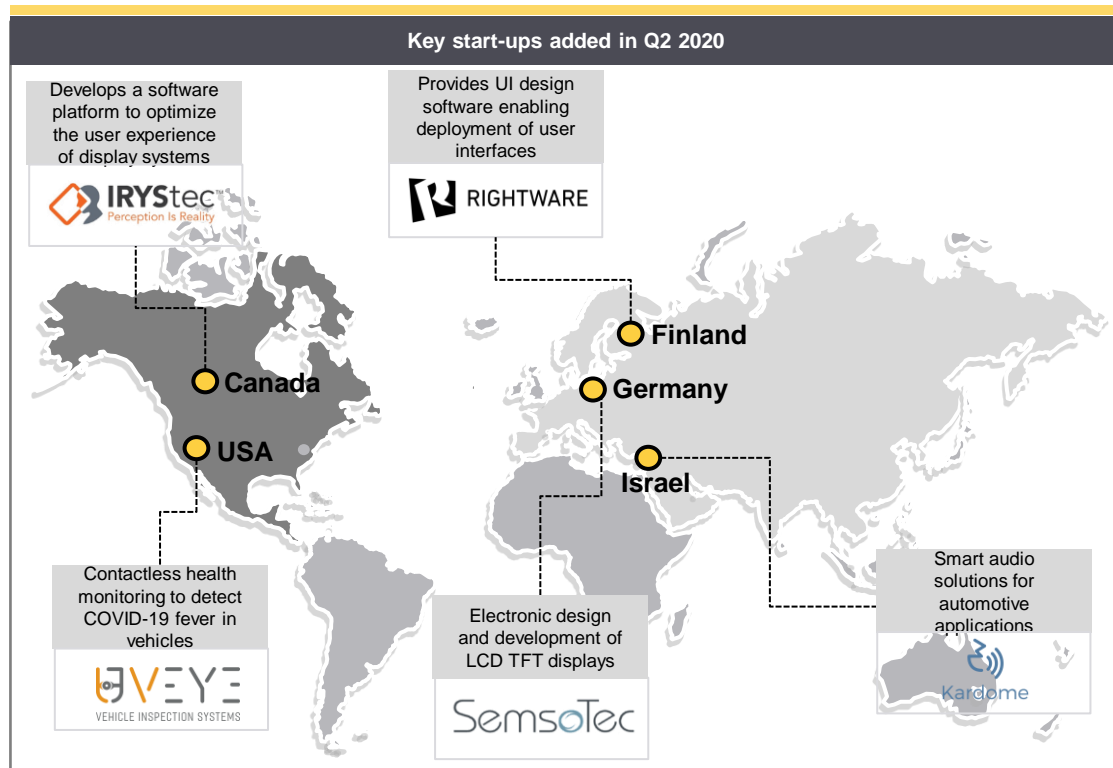 Key start-ups added in Q2 2020
Develops a software
platform to optimize
the user experience
of display systems
IRYStec™
Perception Is Reality
Provides UI design
software enabling
deployment of user
interfaces
RIGHTWARE
Finland
Germany
Canada
USA
Israel
Contactless health
monitoring to detect
COVID-19 fever in
vehicles
UVEYE
VEHICLE INSPECTION SYSTEMS
Electronic design
and development of
LCD TFT displays
SemsoTec
Smart audio
solutions for
automotive
applications
Kardome